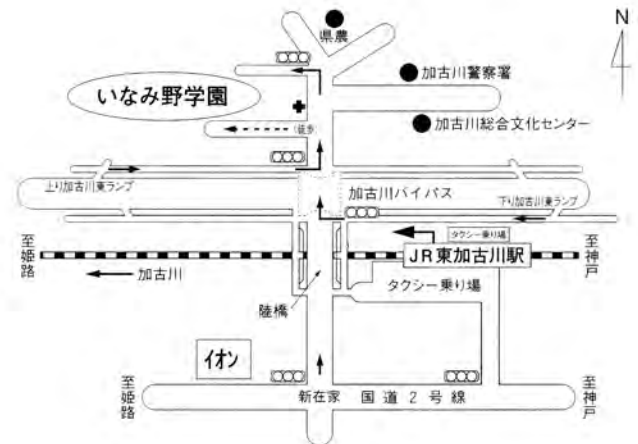 N
県農
加古川警察署
いなみ野学園
加古川総合文化センター
徒歩
上り加古川東ランプ
加古川バイパス
下り加古川東ランプ
至姫路
タクシー乗り場
至神戸
JR東加古川駅
加古川
タクシー乗り場
陸橋
イオン
至姫路
新在家
国道2号線
至神戸